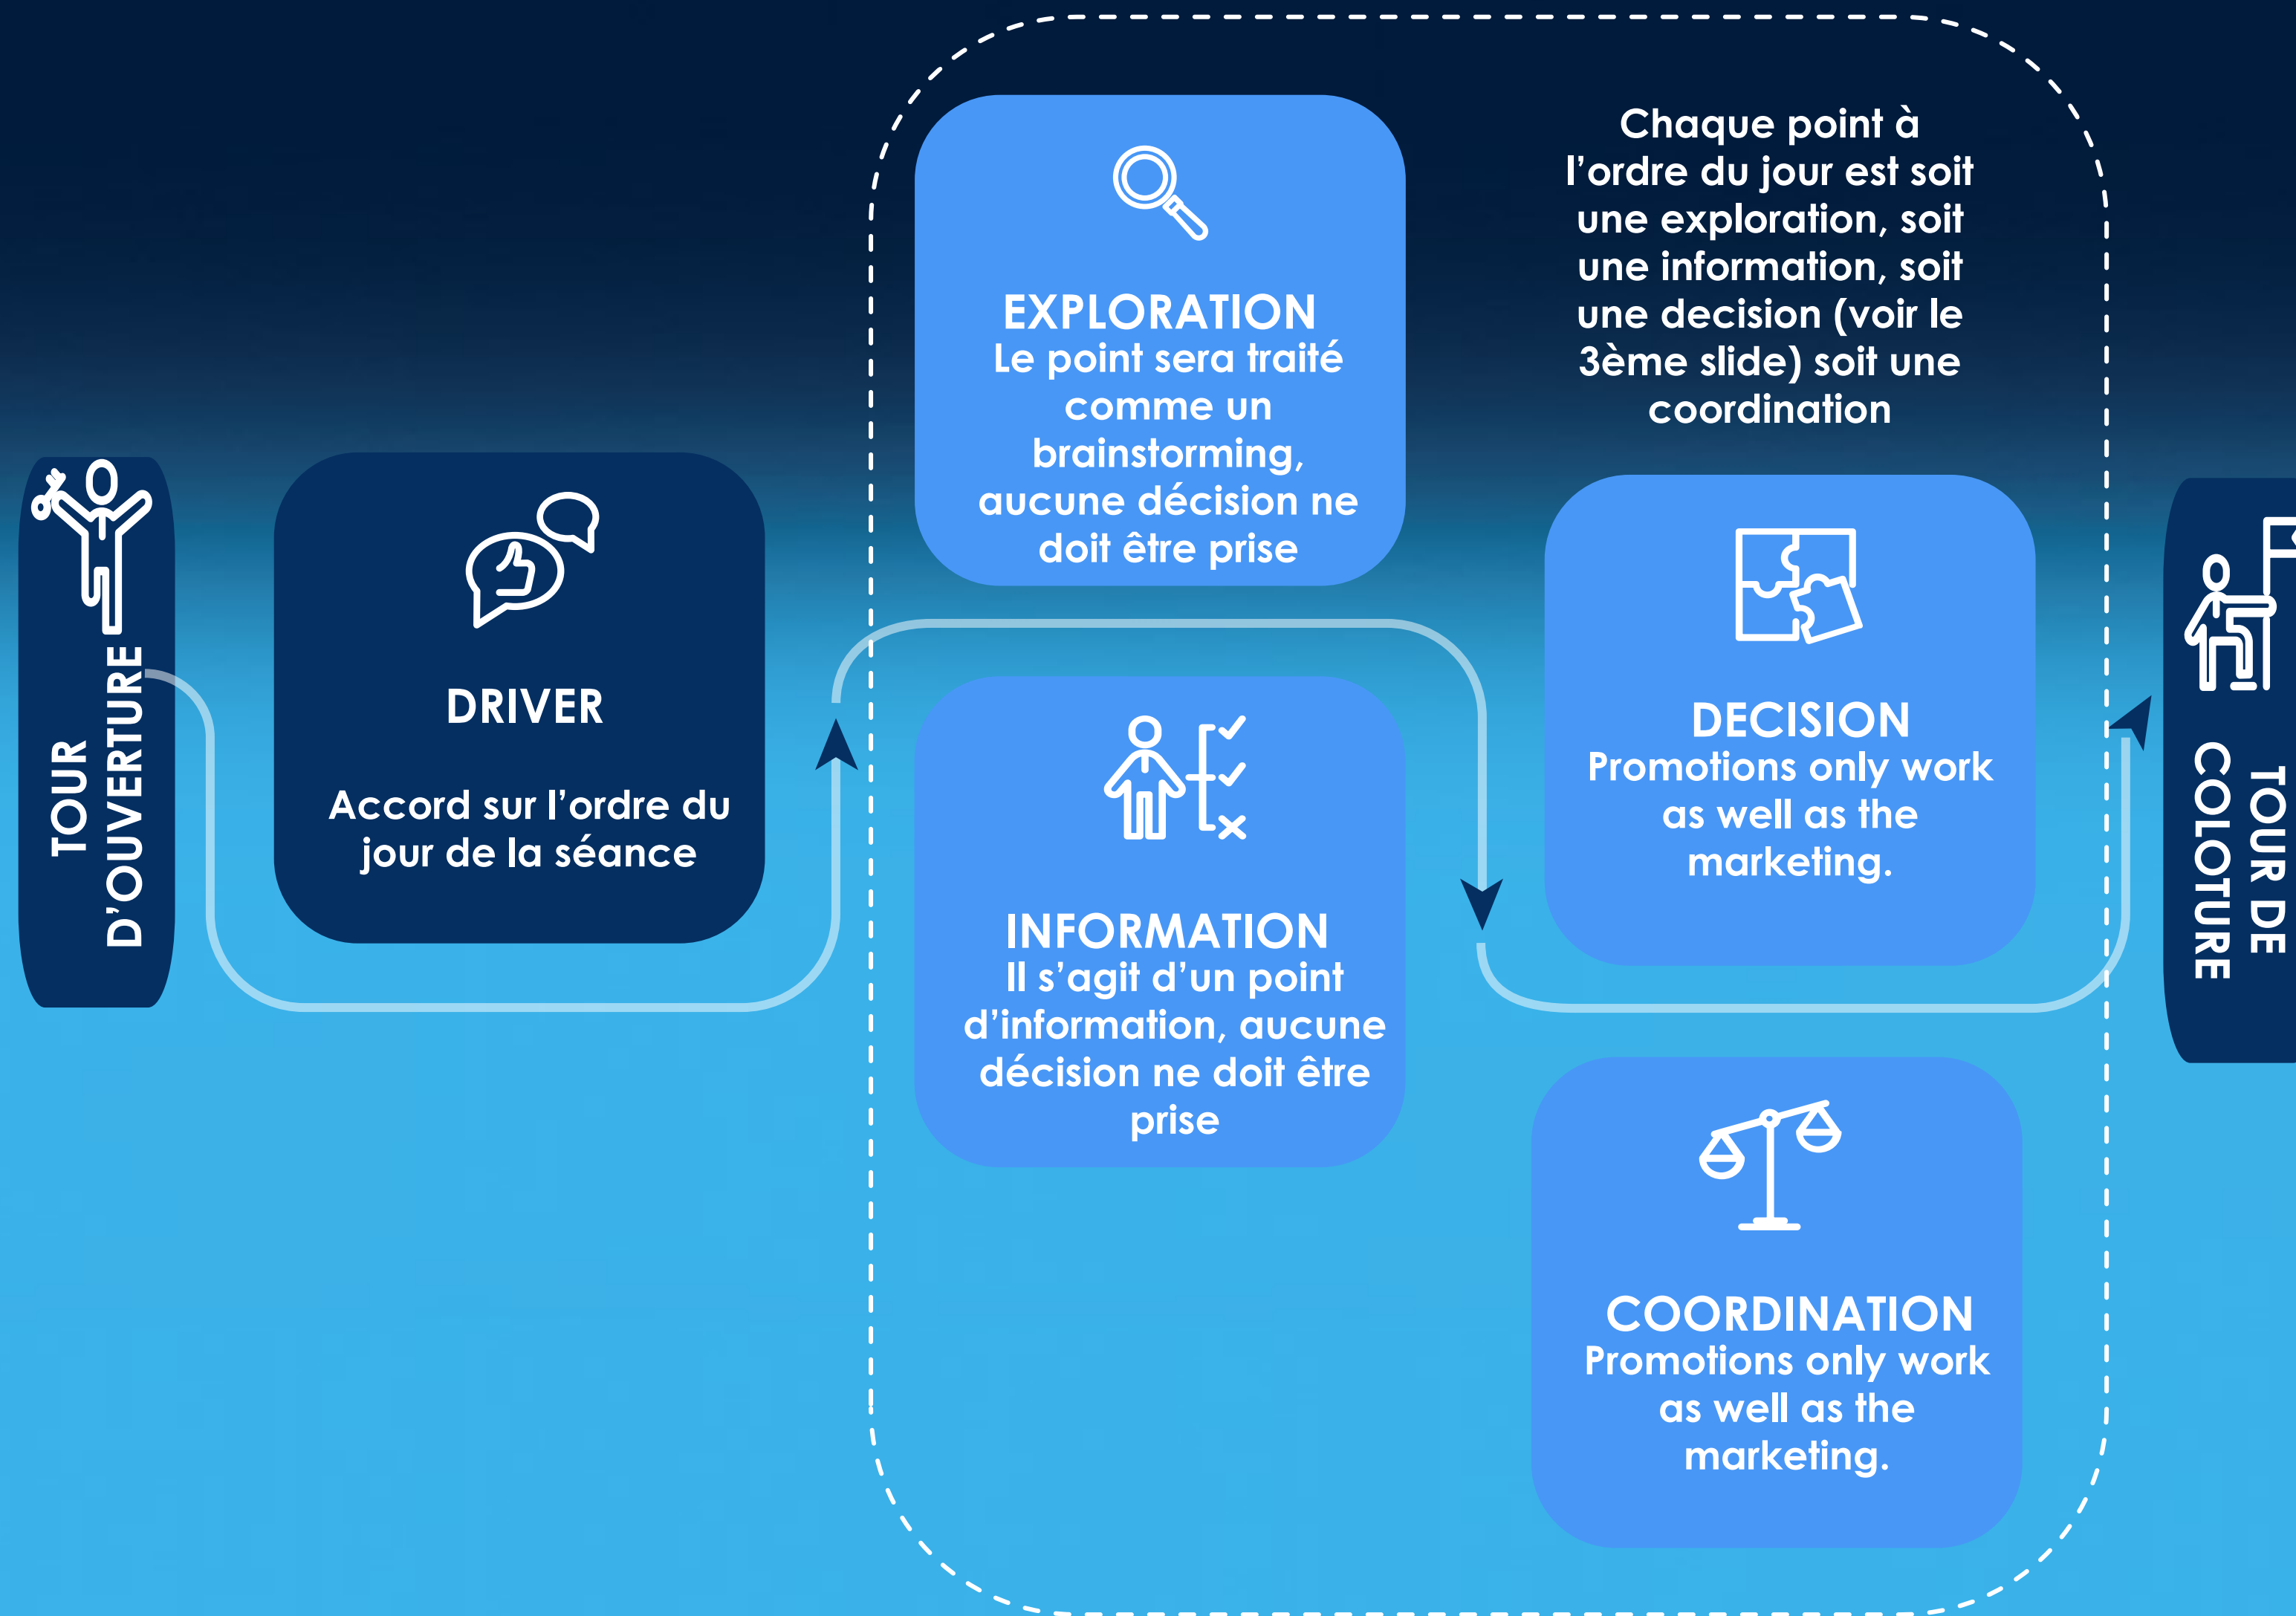 TOUR
D'OUVERTURE
DRIVER
Accord sur l'ordre du
jour de la séance
EXPLORATION
Le point sera traité
comme un
brainstorming,
aucune décision ne
doit être prise
INFORMATION
Il s'agit d'un point
d'information, aucune
décision ne doit être
prise
Chaque point à
l'ordre du jour est soit
une exploration, soit
une information, soit
une decision (voir le
3ème slide) soit une
coordination
DECISION
Promotions only work
as well as the
marketing.
COORDINATION
Promotions only work
as well as the
marketing.
TOUR DE
COLOTURE